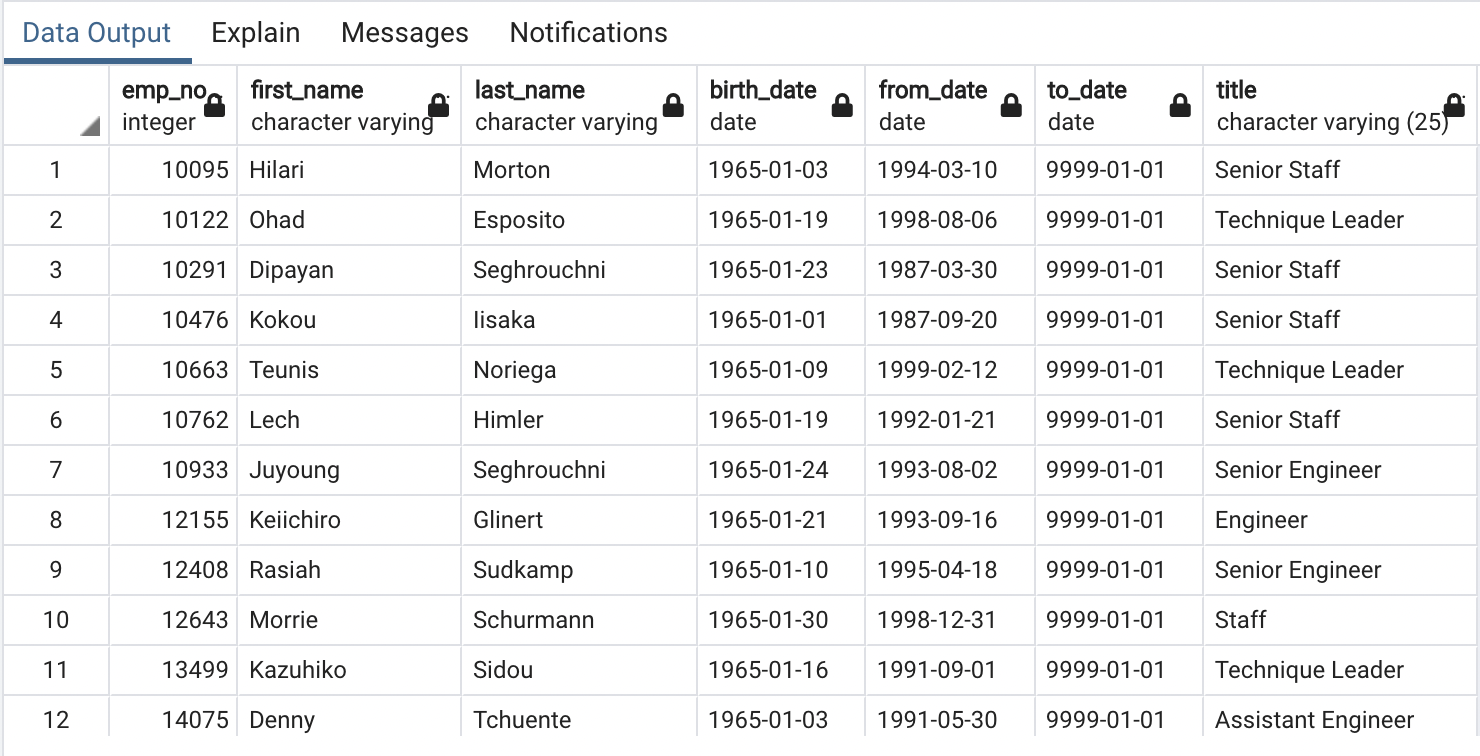 Data Output Explain Messages Notifications
emp_no first_name last_name birth_date from_date to_date title
integer character varying character varying date date date character varying (25)
1 10095 Hilari Morton 1965-01-03 1994-03-10 9999-01-01 Senior Staff
2 10122 Ohad Esposito 1965-01-19 1998-08-06 9999-01-01 Technique Leader
3 10291 Dipayan Seghrouchni 1965-01-23 1987-03-30 9999-01-01 Senior Staff
4 10476 Kokou Iisaka 1965-01-01 1987-09-20 9999-01-01 Senior Staff
5 10663 Teunis Noriega 1965-01-09 1999-02-12 9999-01-01 Technique Leader
6 10762 Lech Himler 1965-01-19 1992-01-21 9999-01-01 Senior Staff
7 10933 Juyoung Seghrouchni 1965-01-24 1993-08-02 9999-01-01 Senior Engineer
8 12155 Keiichiro Glinert 1965-01-21 1993-09-16 9999-01-01 Engineer
9 12408 Rasiah Sudkamp 1965-01-10 1995-04-18 9999-01-01 Senior Engineer
10 12643 Morrie Schurmann 1965-01-30 1998-12-31 9999-01-01 Staff
11 13499 Kazuhiko Sidou 1965-01-16 1991-09-01 9999-01-01 Technique Leader
12 14075 Denny Tchuente 1965-01-03 1991-05-30 9999-01-01 Assistant Engineer